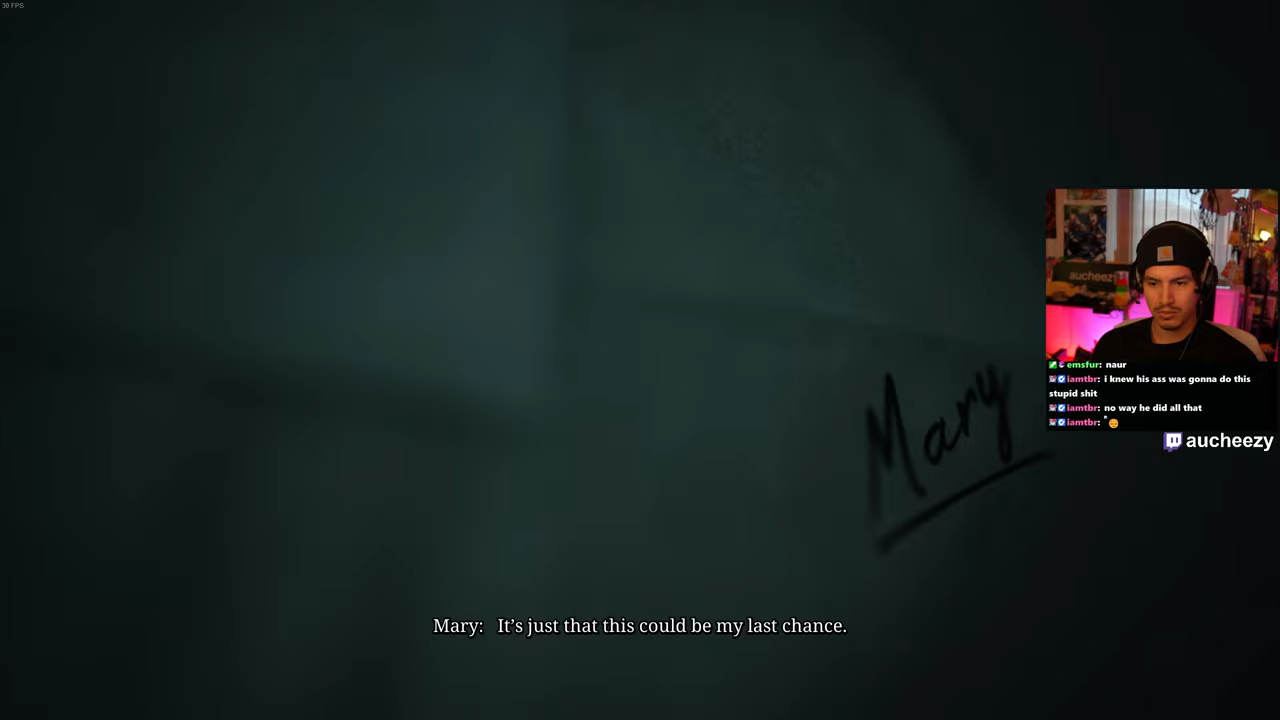 30 FPS
aucheezy
emsfur: naur
iamtbr: i knew his ass was gonna do this
stupid shit
iamtbr: no way he did all that
iamtbr:
aucheezy
Mary
Mary: It’s just that this could be my last chance.